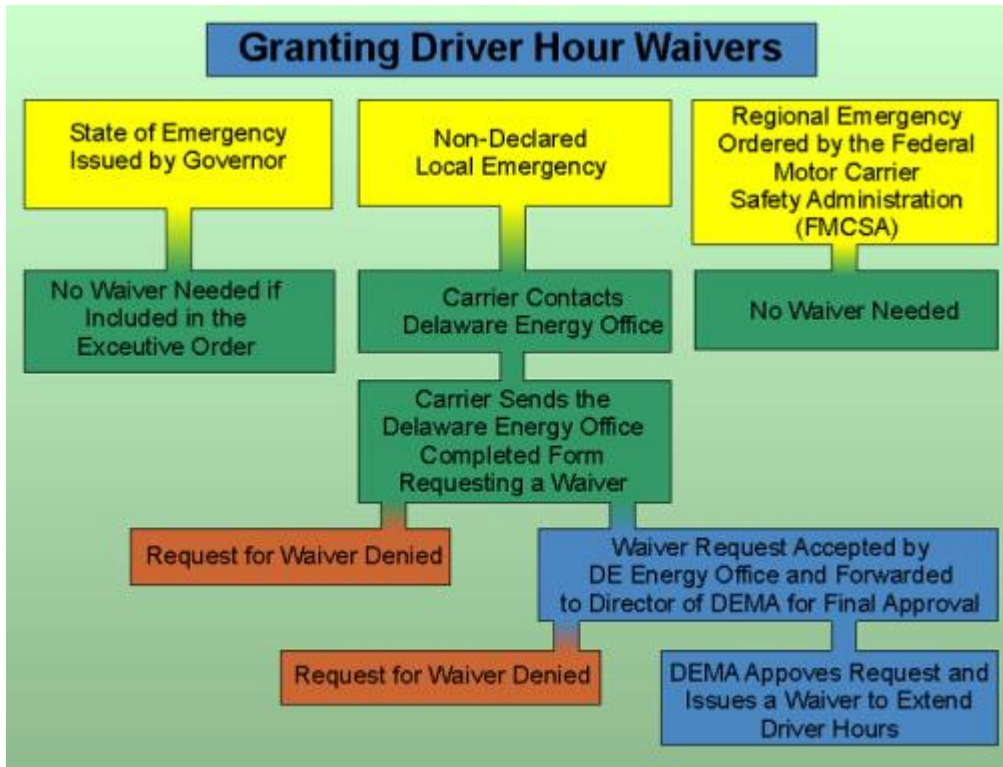 Granting Driver Hour Waivers
State of Emergency
Issued by Governor
Non-Declared
Local Emergency
Regional Emergency
Ordered by the Federal
Motor Carrier
Safety Administration
(FMCSA)
No Waiver Needed if
Included in the
Exceutive Order
Carrier Contacts
Delaware Energy Office
No Waiver Needed
Carrier Sends the
Delaware Energy Office
Completed Form
Requesting a Waiver
Request for Waiver Denied
Waiver Request Accepted by
DE Energy Office and Forwarded
to Director of DEMA for Final Approval
Request for Waiver Denied
DEMA Appoves Request and
Issues a Waiver to Extend
Driver Hours